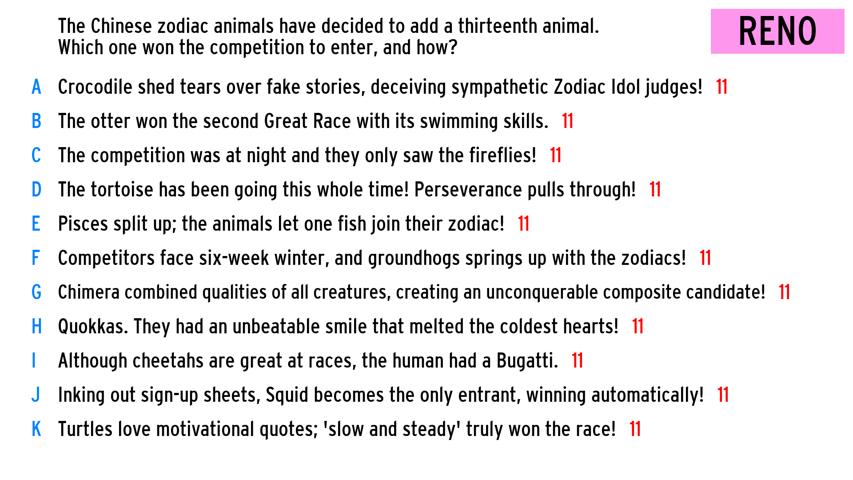 The Chinese zodiac animals have decided to add a thirteenth animal.
Which one won the competition to enter, and how?
RENO
A Crocodile shed tears over fake stories, deceiving sympathetic Zodiac Idol judges! 11
B The otter won the second Great Race with its swimming skills. 11
C The competition was at night and they only saw the fireflies! 11
D The tortoise has been going this whole time! Perseverance pulls through! 11
E Pisces split up; the animals let one fish join their zodiac! 11
F Competitors face six-week winter, and groundhogs springs up with the zodiacs! 11
G Chimera combined qualities of all creatures, creating an unconquerable composite candidate! 11
H Quokkas. They had an unbeatable smile that melted the coldest hearts! 11
I Although cheetahs are great at races, the human had a Bugatti. 11
J Inking out sign-up sheets, Squid becomes the only entrant, winning automatically! 11
K Turtles love motivational quotes; 'slow and steady' truly won the race! 11